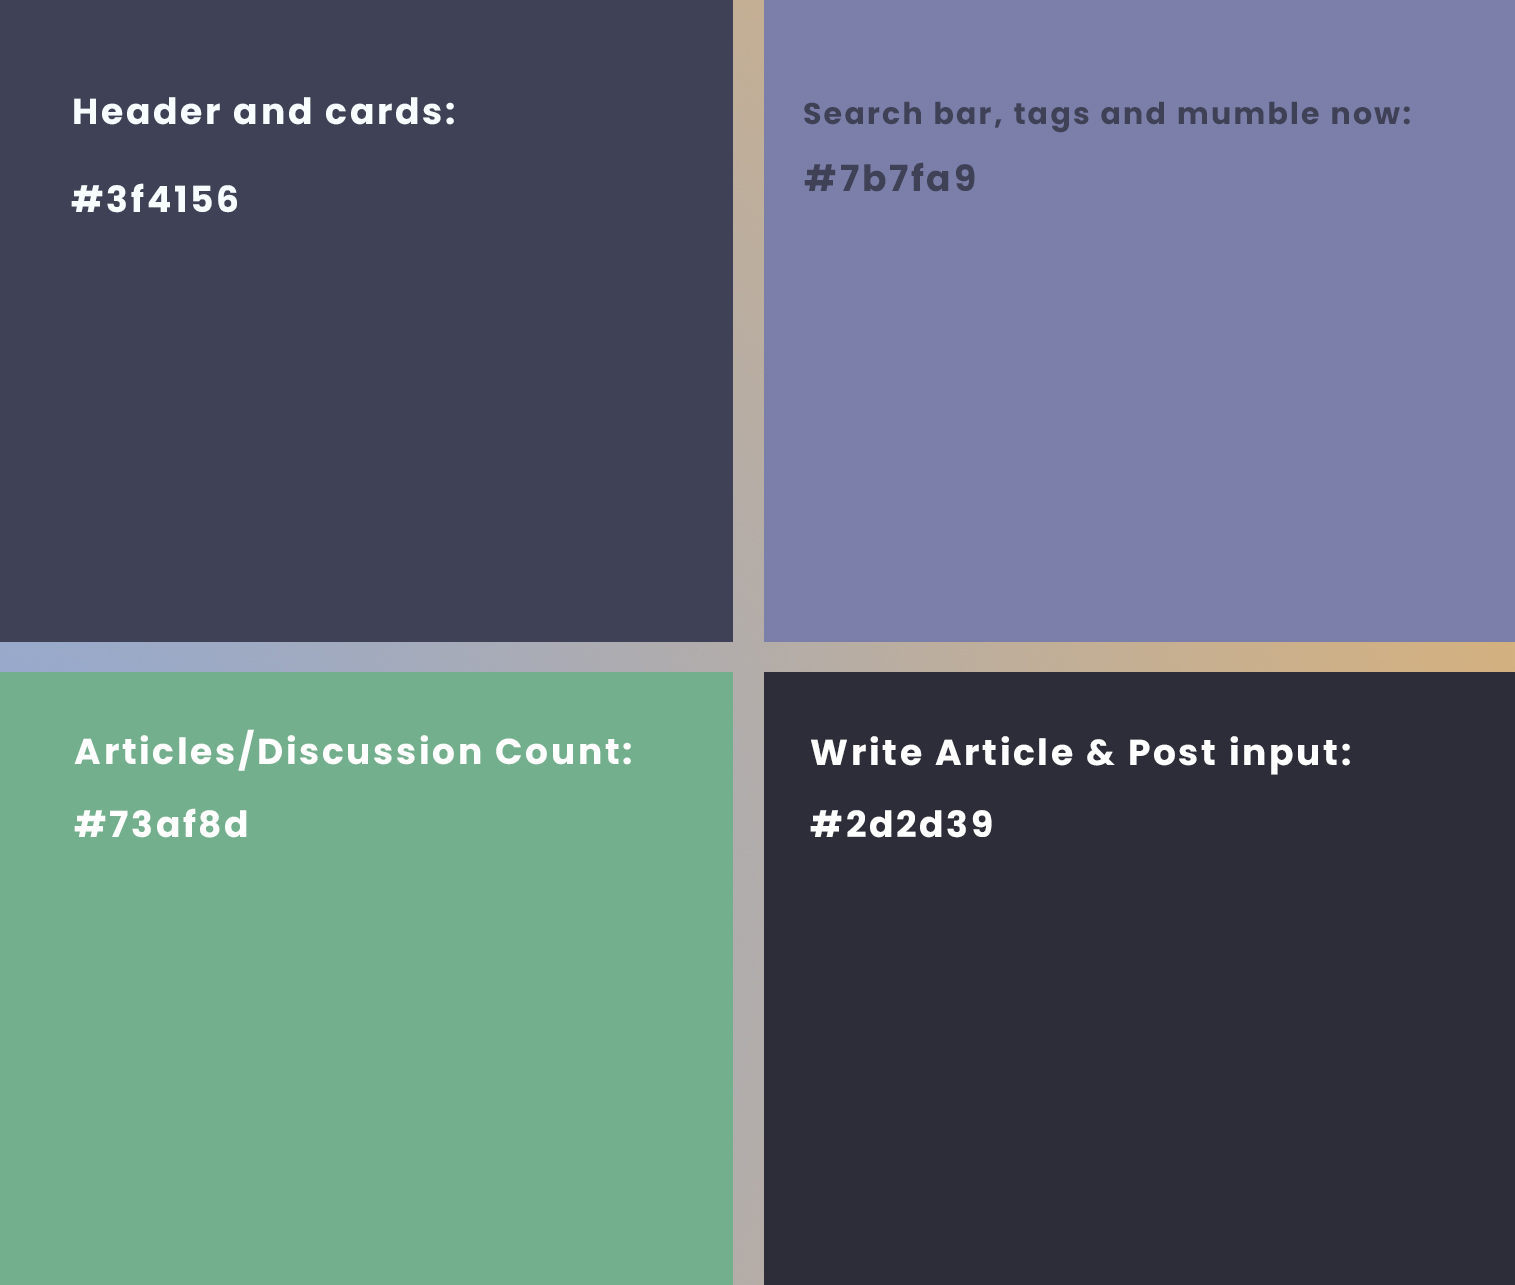 Header and cards:
#3f4156
Search bar, tags and mumble now:
#7b7fa9
Articles/Discussion Count:
#73af8d
Write Article & Post input:
#2d2d39